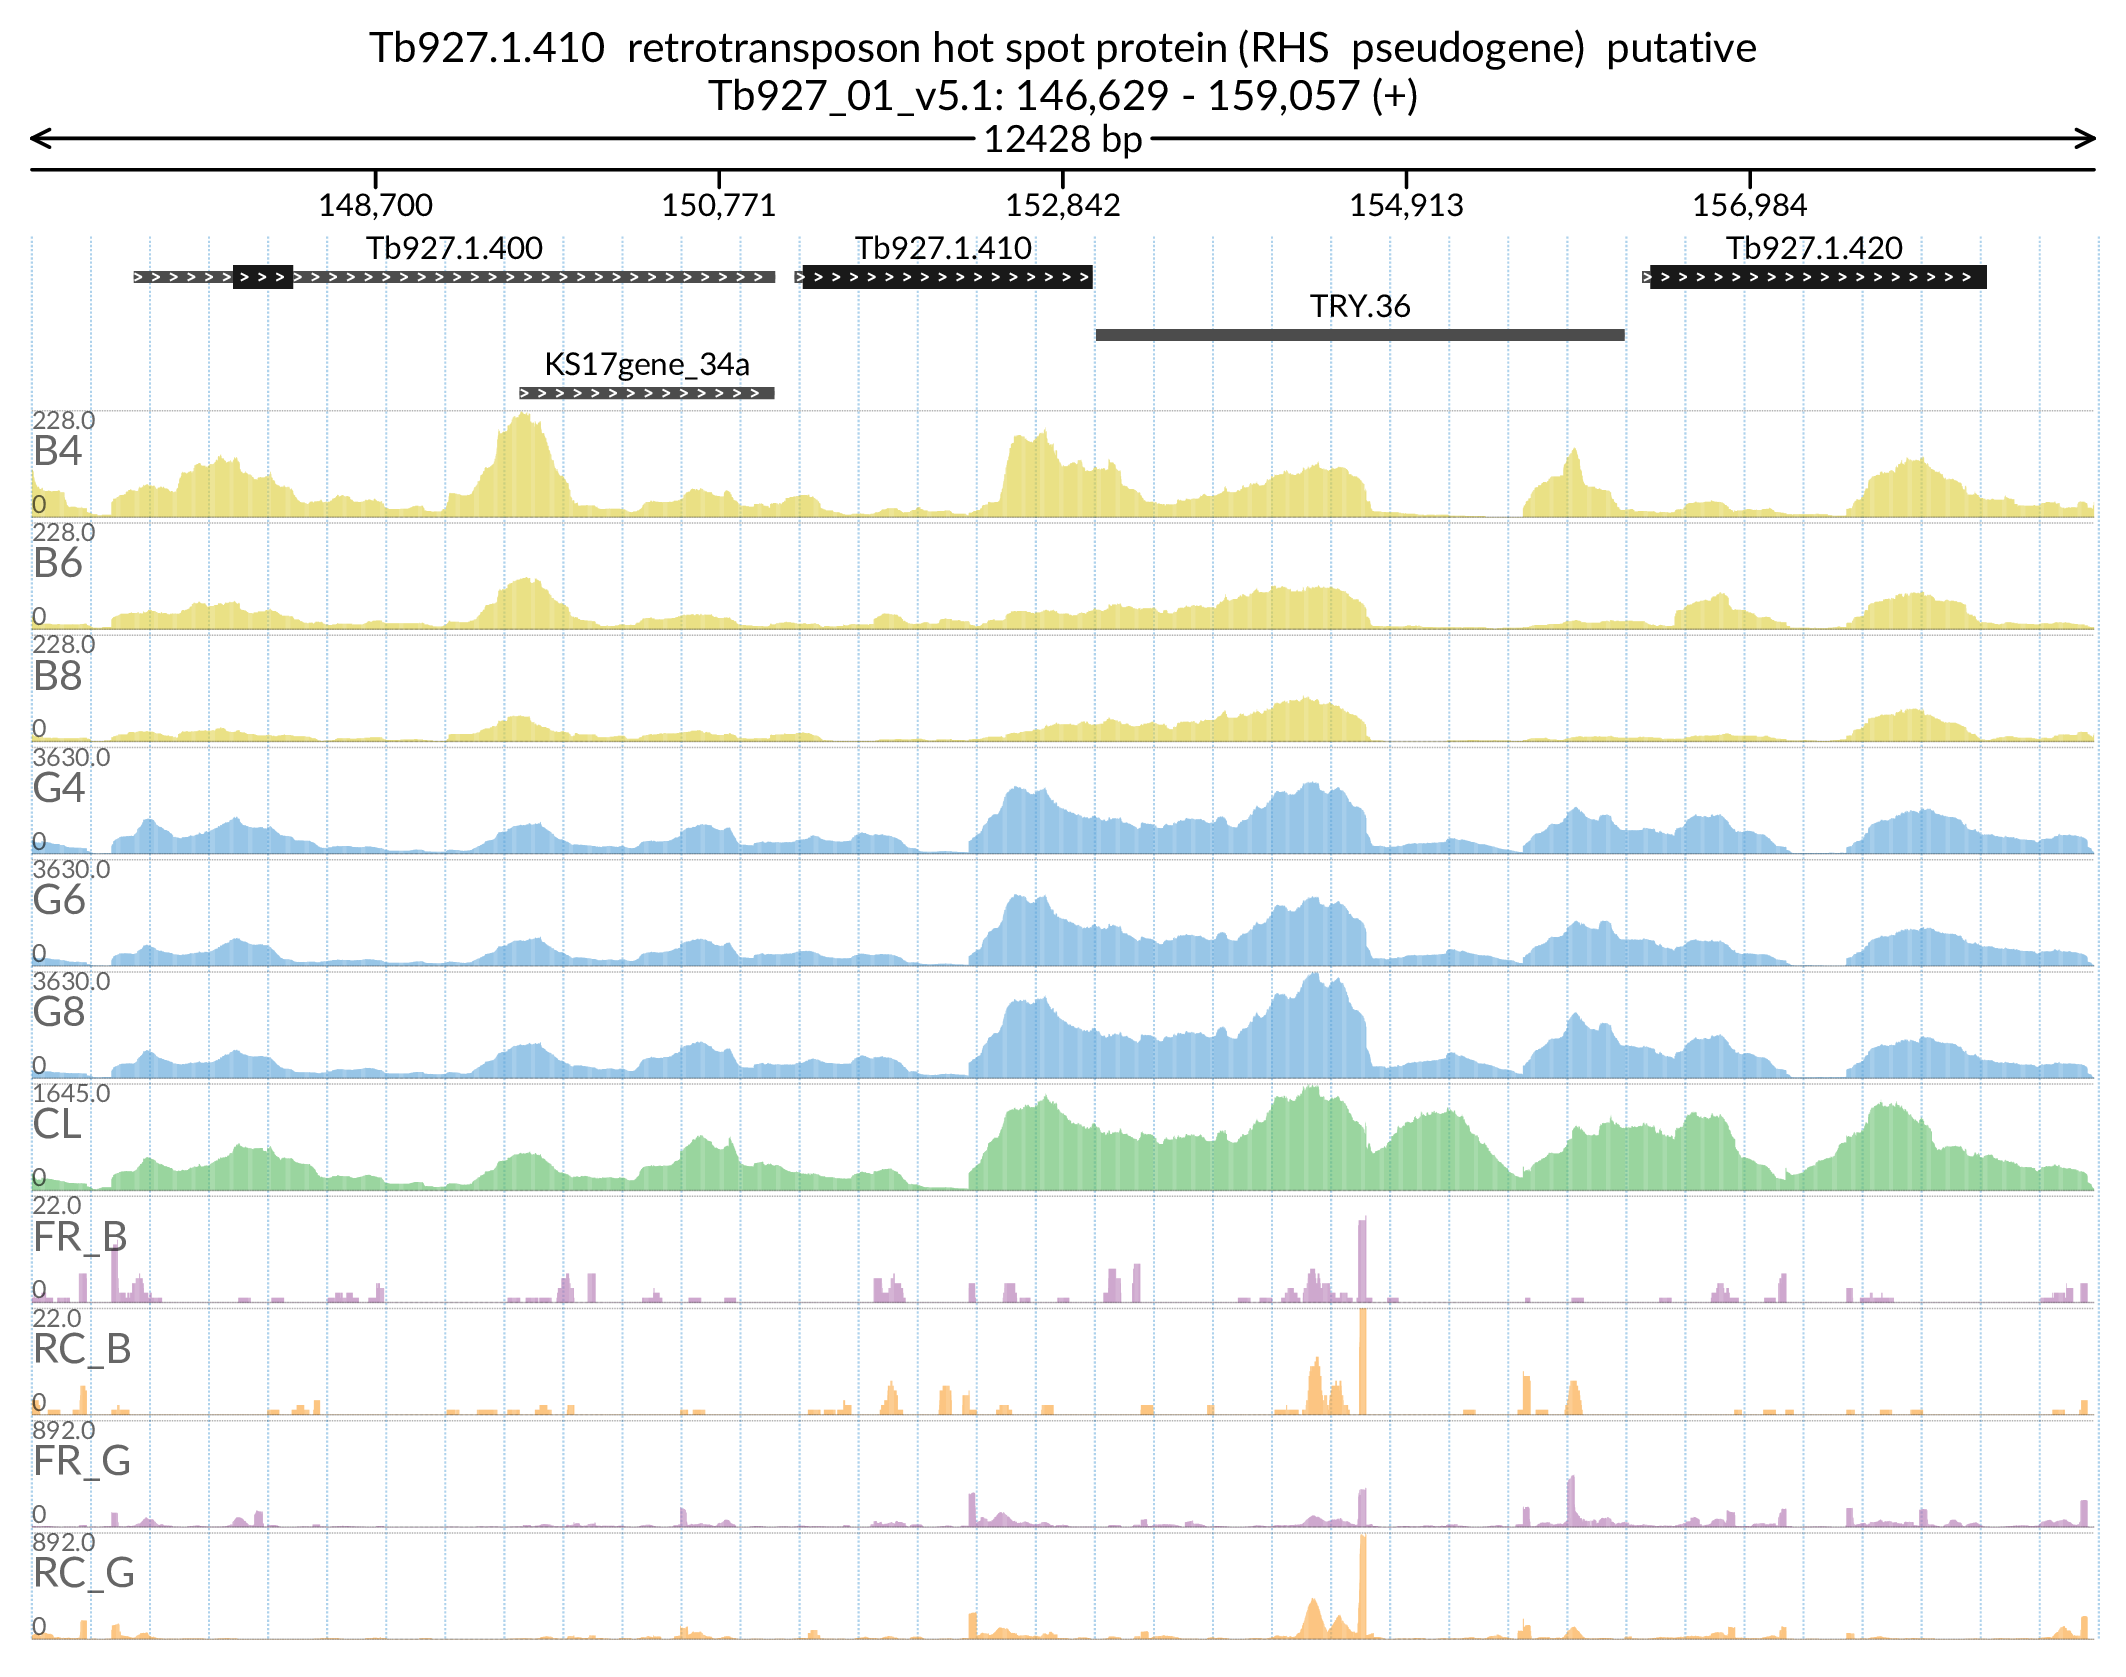 Tb927.1.410  retrotransposon hot spot protein (RHS  pseudogene)  putative
Tb927_01_v5.1: 146,629 - 159,057 (+)
12428 bp
148,700 150,771 152,842 154,913 156,984
Tb927.1.400 Tb927.1.410 Tb927.1.420
TRY.36
KS17gene_34a
228.0
B4
0
228.0
B6
0
228.0
B8
0
3630.0
G4
0
3630.0
G6
0
3630.0
G8
0
1645.0
CL
0
22.0
FR_B
0
22.0
RC_B
0
892.0
FR_G
0
892.0
RC_G
0